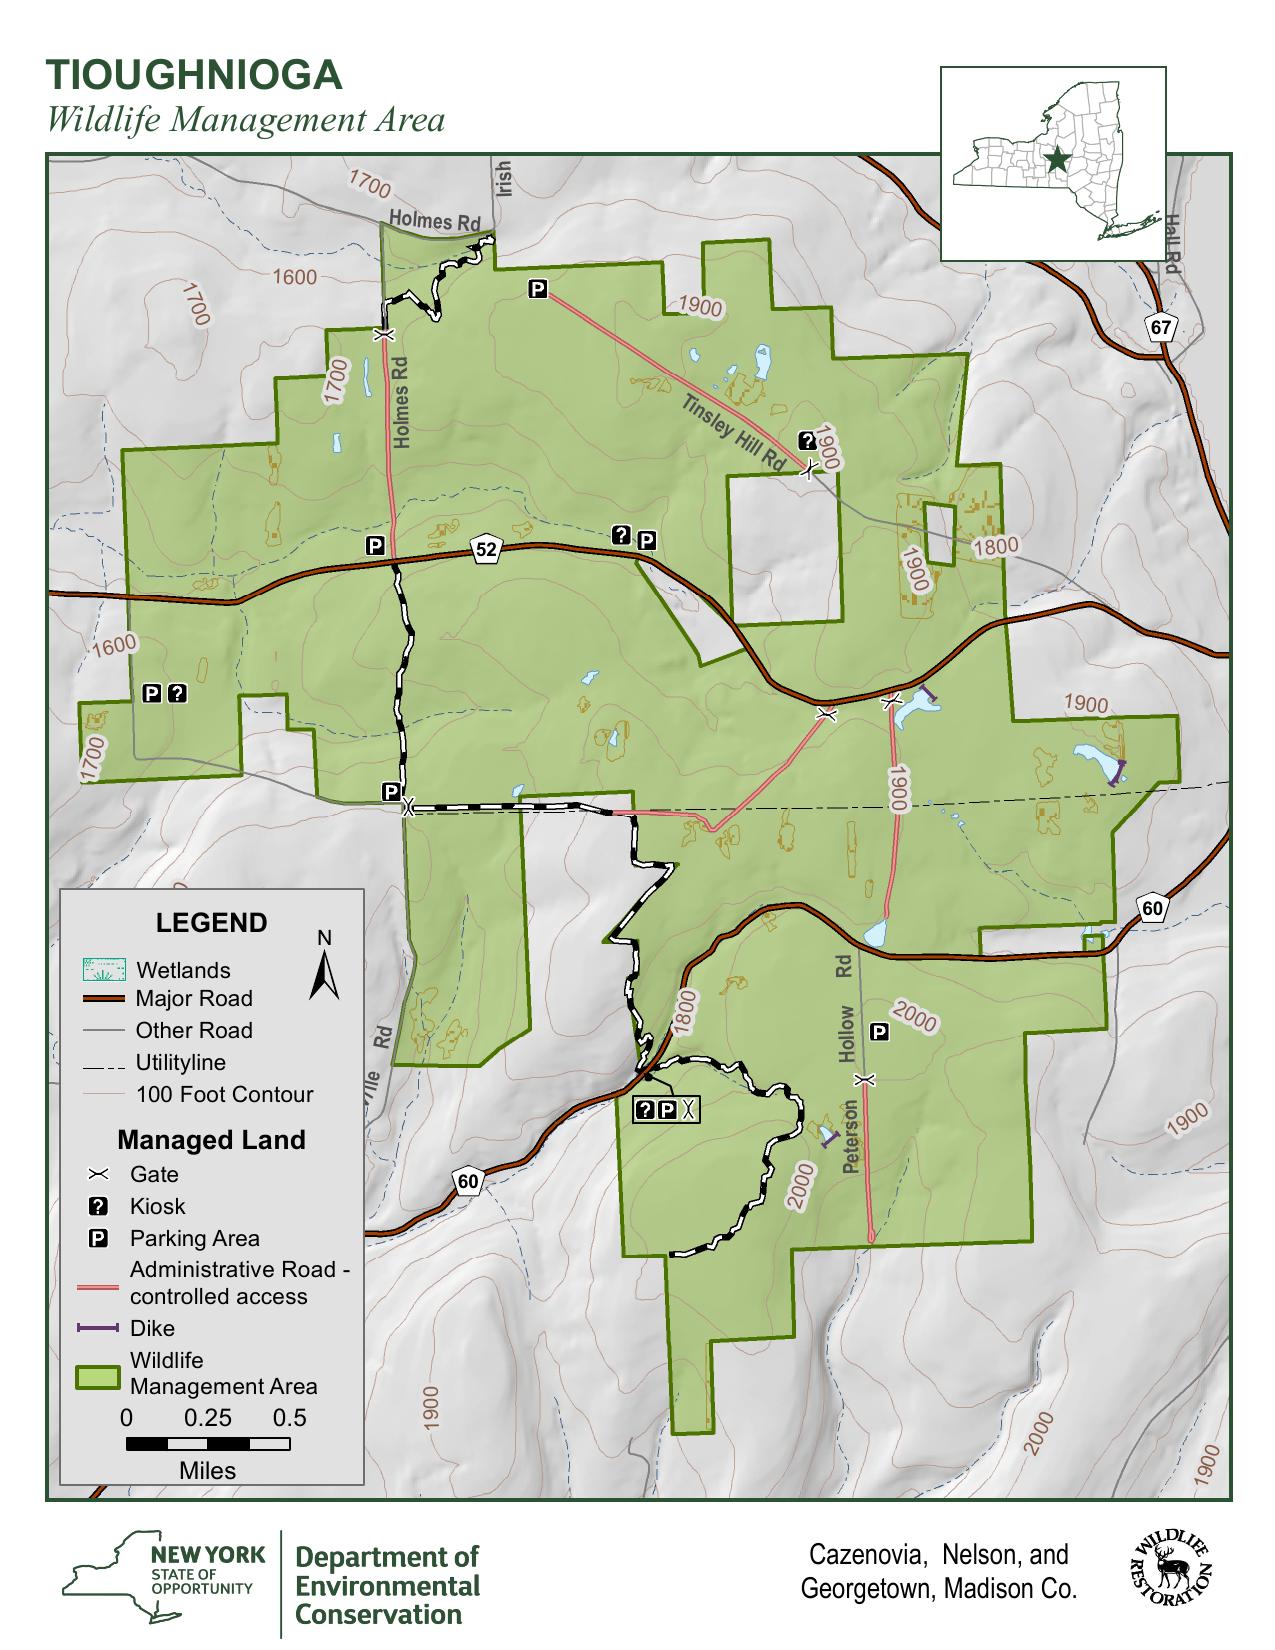 TIOUGHNIOGA
Wildlife Management Area
1700
Irish
Holmes Rd
Hall Rd
1600
1700
P
1900
67
1700
Holmes Rd
Tinsley Hill Rd
?
1900
P
52
? P
1800
1900
1600
P ?
1900
1700
P
1900
60
LEGEND
N
Wetlands
Major Road
Other Road
Utilityline
100 Foot Contour
Managed Land
Gate
? Kiosk
P Parking Area
Administrative Road -
controlled access
Dike
Wildlife
Management Area
0 0.25 0.5
Miles
Rd
1800
Peterson Hollow Rd
2000
P
? P
1900
60
2000
1900
2000
1900
NEW YORK
STATE OF
OPPORTUNITY
Department of
Environmental
Conservation
Cazenovia, Nelson, and
Georgetown, Madison Co.
WILDLIFE
RESTORATION